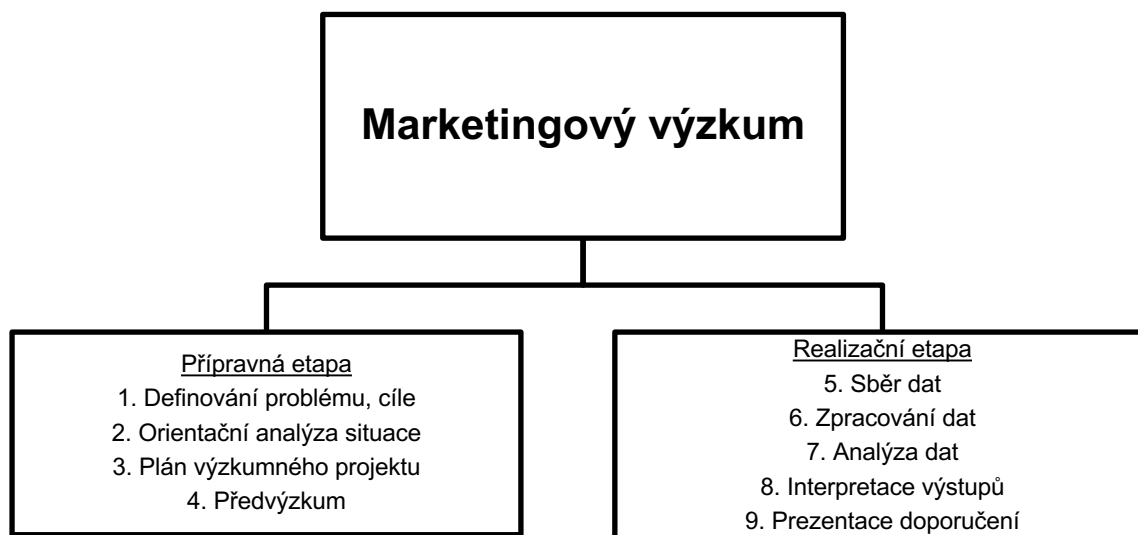 Marketingový výzkum
Přípravná etapa
1. Definování problému, cíle
2. Orientační analýza situace
3. Plán výzkumného projektu
4. Předvýzkum
Realizační etapa
5. Sběr dat
6. Zpracování dat
7. Analýza dat
8. Interpretace výstupů
9. Prezentace doporučení